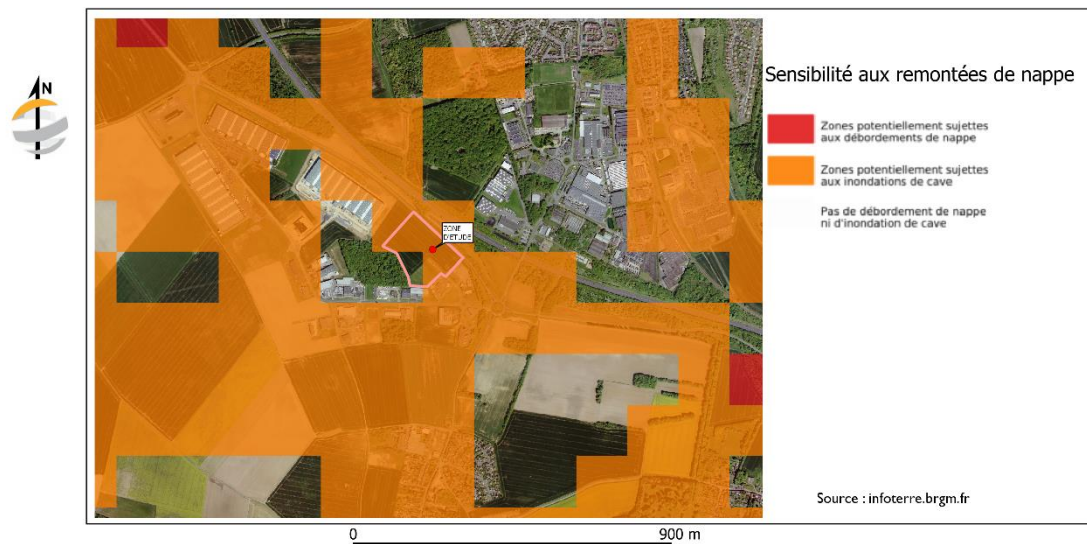 N
Sensibilité aux remontées de nappe
Zones potentiellement sujettes
aux débordements de nappe
Zones potentiellement sujettes
aux inondations de cave
Pas de débordement de nappe
ni d'inondation de cave
ZONE
D'ETUDE
Source : infoterre.brgm.fr
0
900 m